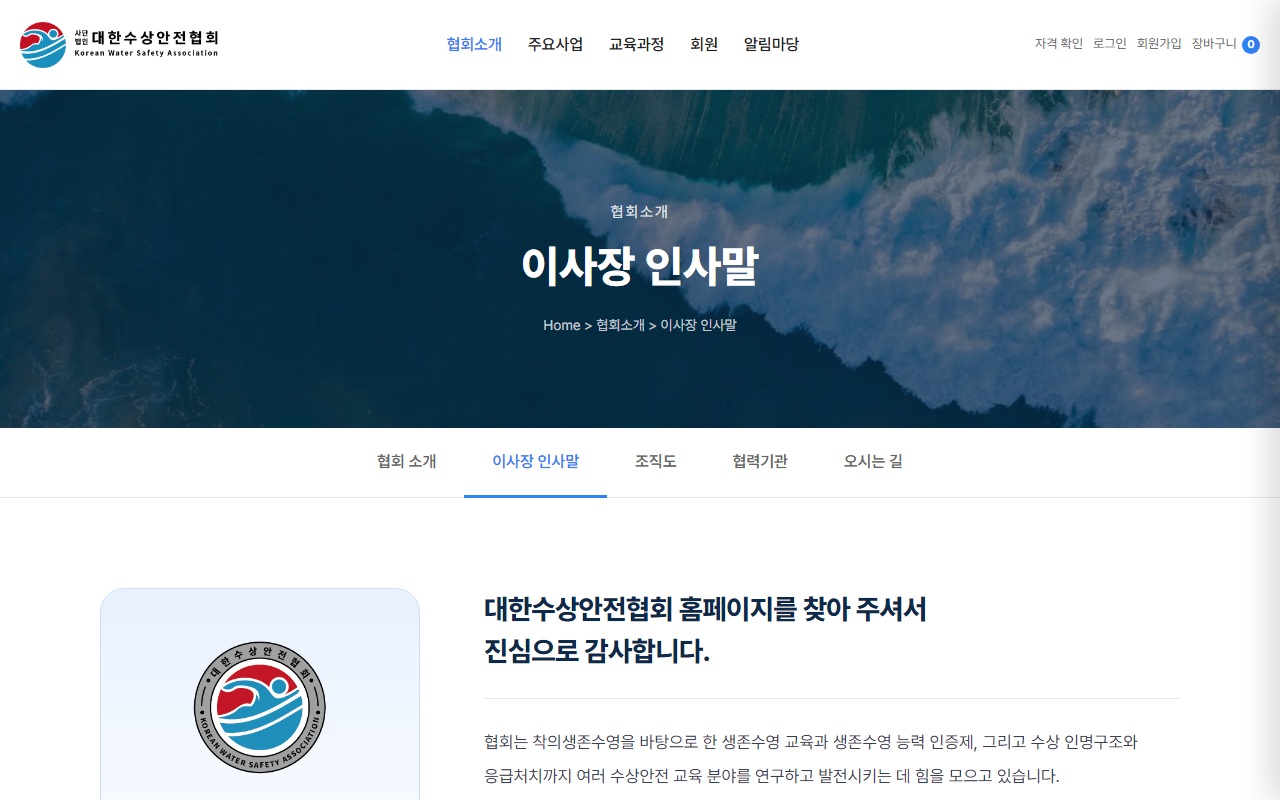 사단법인 대한수상안전협회
Korean Water Safety Association
협회소개 주요사업 교육과정 회원 알림마당
자격 확인 로그인 회원가입 장바구니 0
협회소개
이사장 인사말
Home > 협회소개 > 이사장 인사말
협회 소개 이사장 인사말 조직도 협력기관 오시는 길
대한수상안전협회
KOREAN WATER SAFETY ASSOCIATION
대한수상안전협회 홈페이지를 찾아 주셔서
진심으로 감사합니다.
협회는 착의생존수영을 바탕으로 한 생존수영 교육과 생존수영 능력 인증제, 그리고 수상 인명구조와
응급처치까지 여러 수상안전 교육 분야를 연구하고 발전시키는 데 힘을 모으고 있습니다.